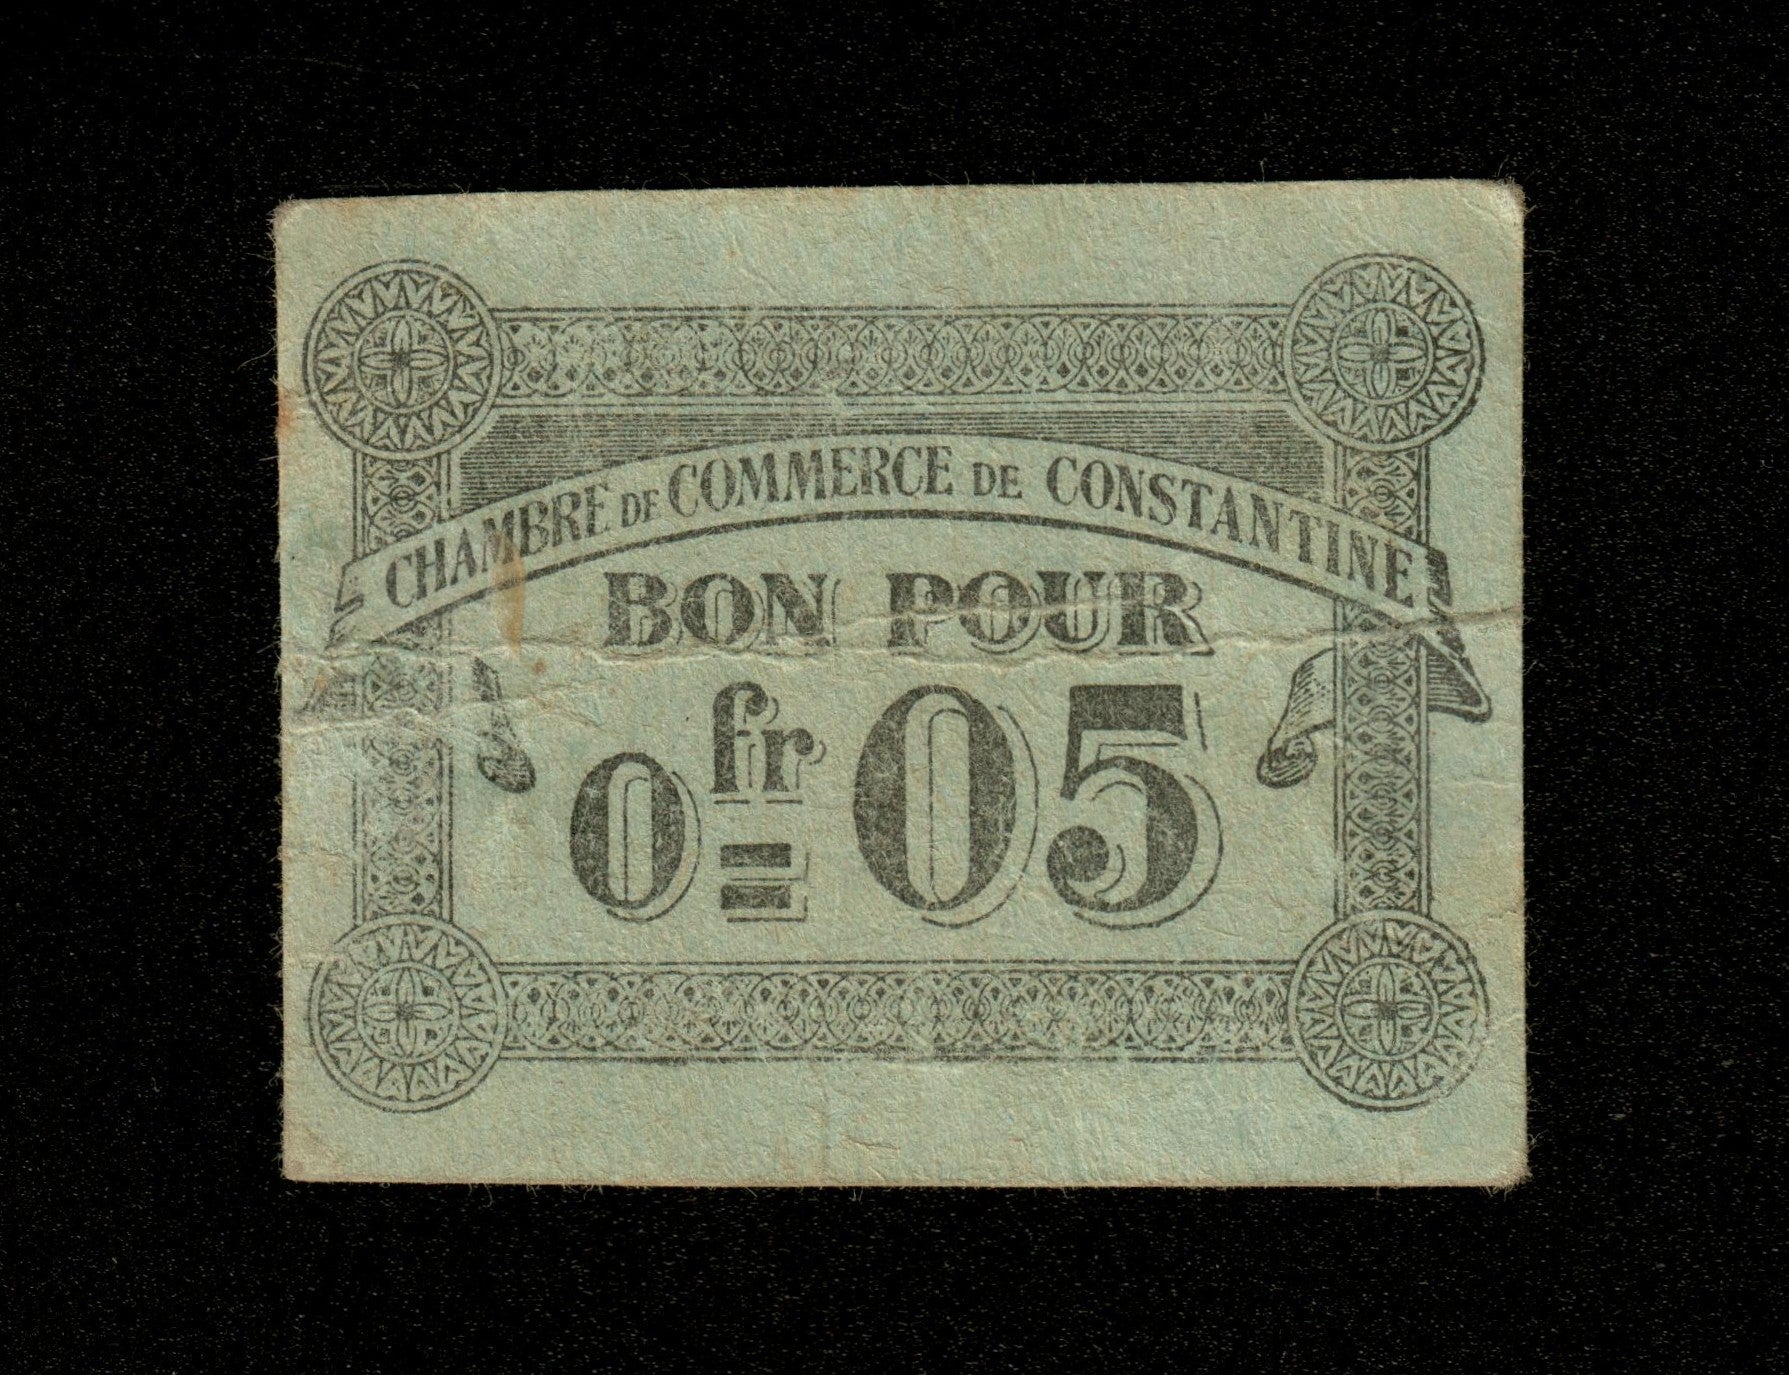 CHAMBRE DE COMMERCE DE CONSTANTINE
BON POUR
0fr=05